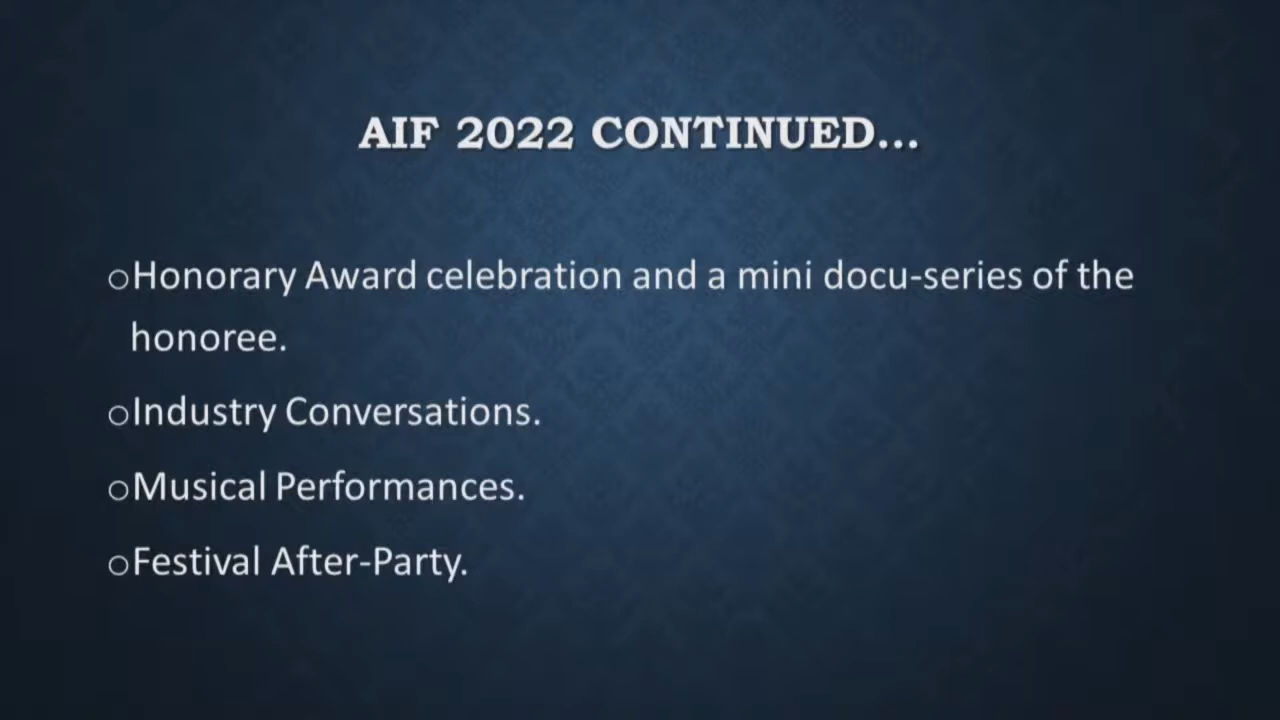 AIF 2022 CONTINUED...
oHonorary Award celebration and a mini docu-series of the
honoree.
oIndustry Conversations.
oMusical Performances.
oFestival After-Party.